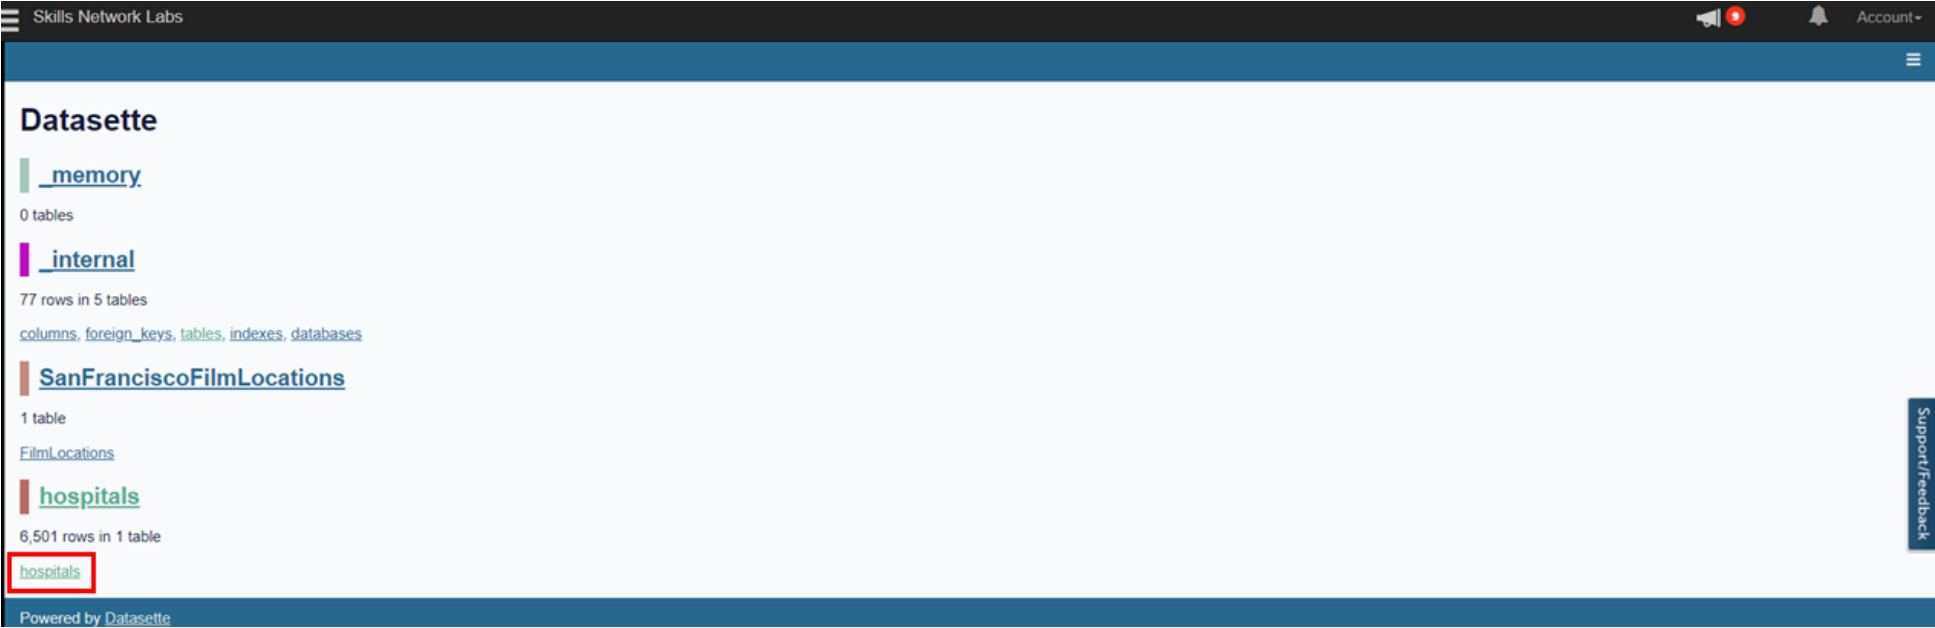 Skills Network Labs
9
Account
Datasette
_memory
0 tables
_internal
77 rows in 5 tables
columns, foreign_keys, tables, indexes, databases
SanFranciscoFilmLocations
1 table
FilmLocations
hospitals
6,501 rows in 1 table
hospitals
Support/Feedback
Powered by Datasette